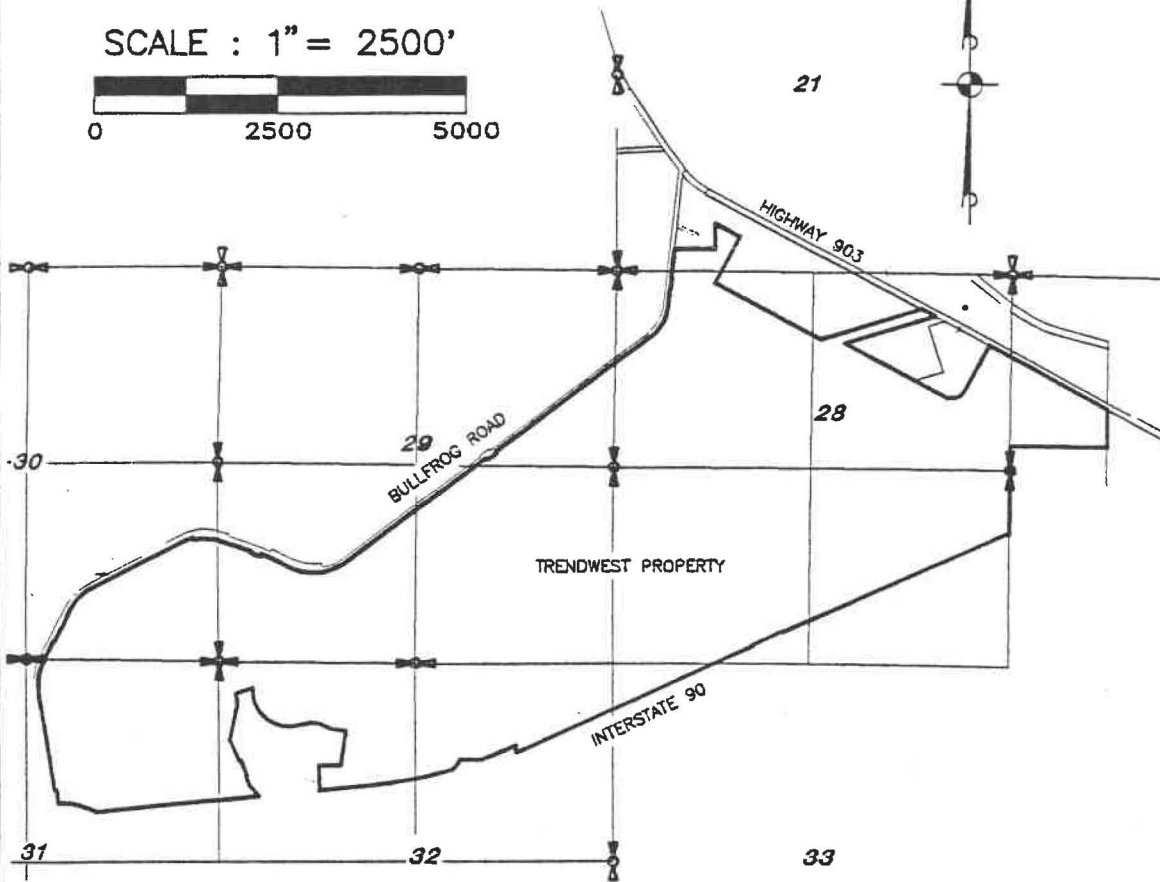 SCALE : 1" = 2500'
0 2500 5000
21
HIGHWAY 903
28
29
30
BULLFROG ROAD
TRENDWEST PROPERTY
INTERSTATE 90
31
32
33